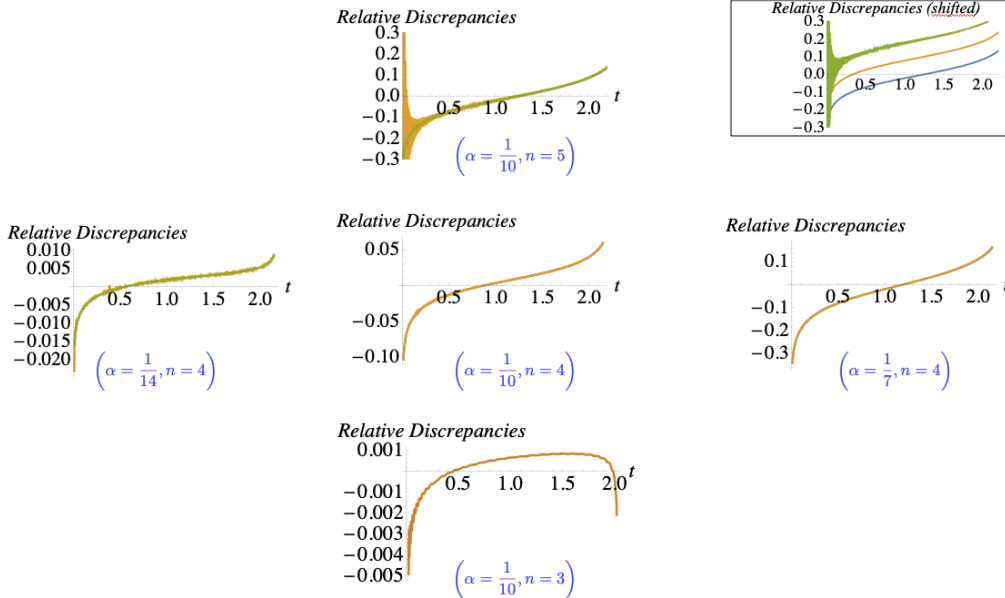 Relative Discrepancies
0.3
0.2
0.1
0.0
−0.1
−0.2
−0.3
0.5 1.0 1.5 2.0 t
(α = 1/10, n = 5)
Relative Discrepancies (shifted)
0.3
0.2
0.1
0.0
−0.1
−0.2
−0.3
0.5 1.0 1.5 2.0
Relative Discrepancies
0.010
0.005
−0.005
−0.010
−0.015
−0.020
0.5 1.0 1.5 2.0 t
(α = 1/14, n = 4)
Relative Discrepancies
0.05
−0.05
−0.10
0.5 1.0 1.5 2.0 t
(α = 1/10, n = 4)
Relative Discrepancies
0.1
−0.1
−0.2
−0.3
0.5 1.0 1.5 2.0
(α = 1/7, n = 4)
Relative Discrepancies
0.001
−0.001
−0.002
−0.003
−0.004
−0.005
0.5 1.0 1.5 2.0 t
(α = 1/10, n = 3)